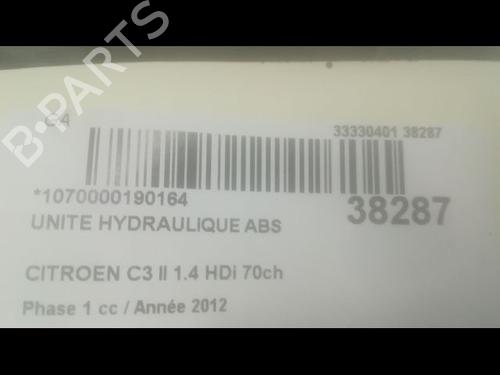 C4
33330401 38287
*1070000190164
38287
UNITE HYDRAULIQUE ABS
CITROEN C3 II 1.4 HDi 70ch
Phase 1 cc / Année 2012
B-PARTS